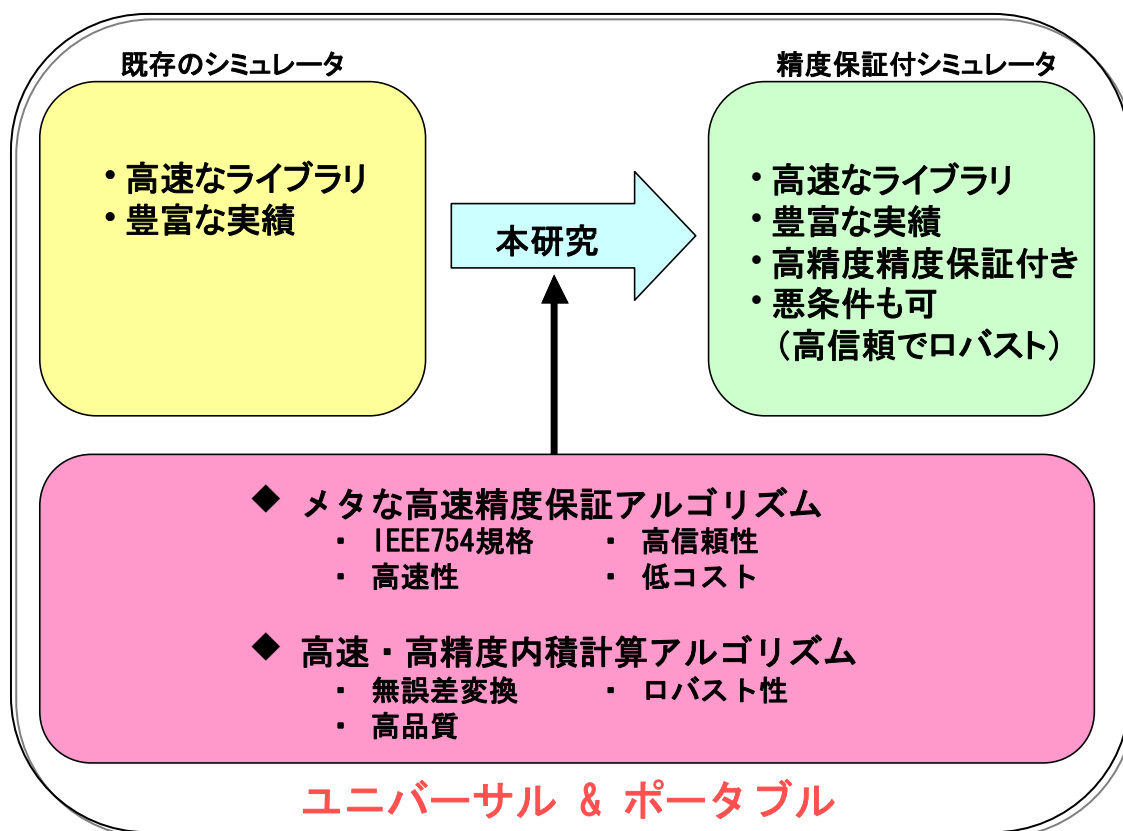 既存のシミュレータ
・高速なライブラリ
・豊富な実績
本研究
精度保証付シミュレータ
・高速なライブラリ
・豊富な実績
・高精度精度保証付き
・悪条件も可
（高信頼でロバスト）
◆ メタな高速精度保証アルゴリズム
・ IEEE754規格 ・ 高信頼性
・ 高速性 ・ 低コスト
◆ 高速・高精度内積計算アルゴリズム
・ 無誤差変換 ・ ロバスト性
・ 高品質
ユニバーサル & ポータブル